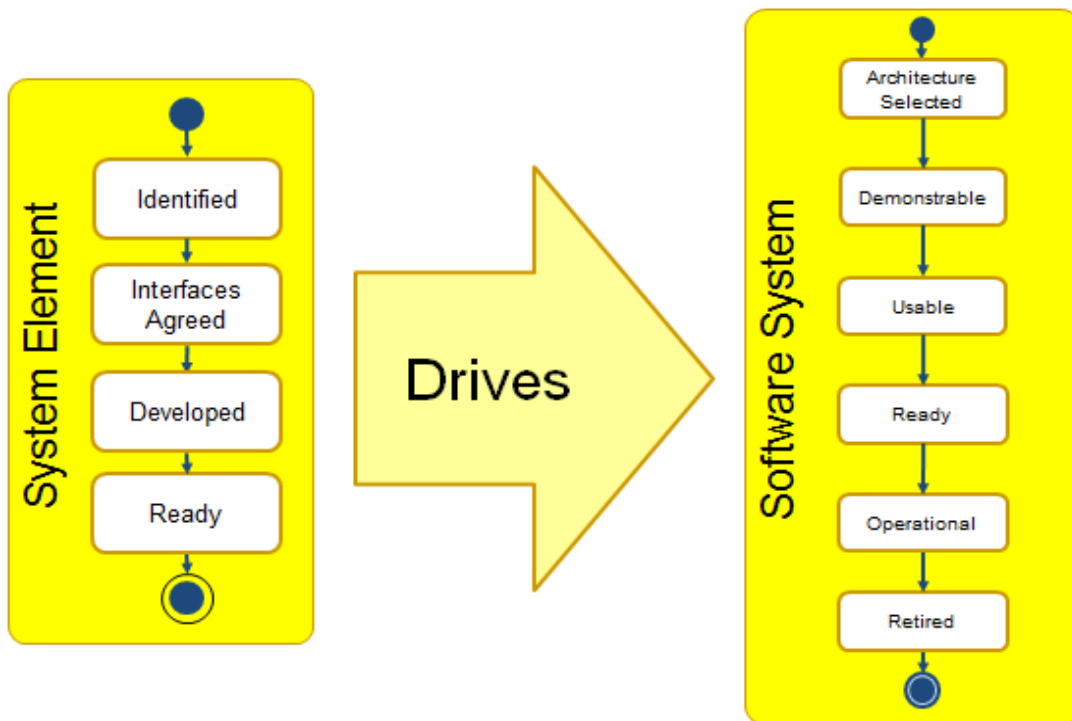 System Element
Identified
Interfaces
Agreed
Developed
Ready
Drives
Software System
Architecture
Selected
Demonstrable
Usable
Ready
Operational
Retired